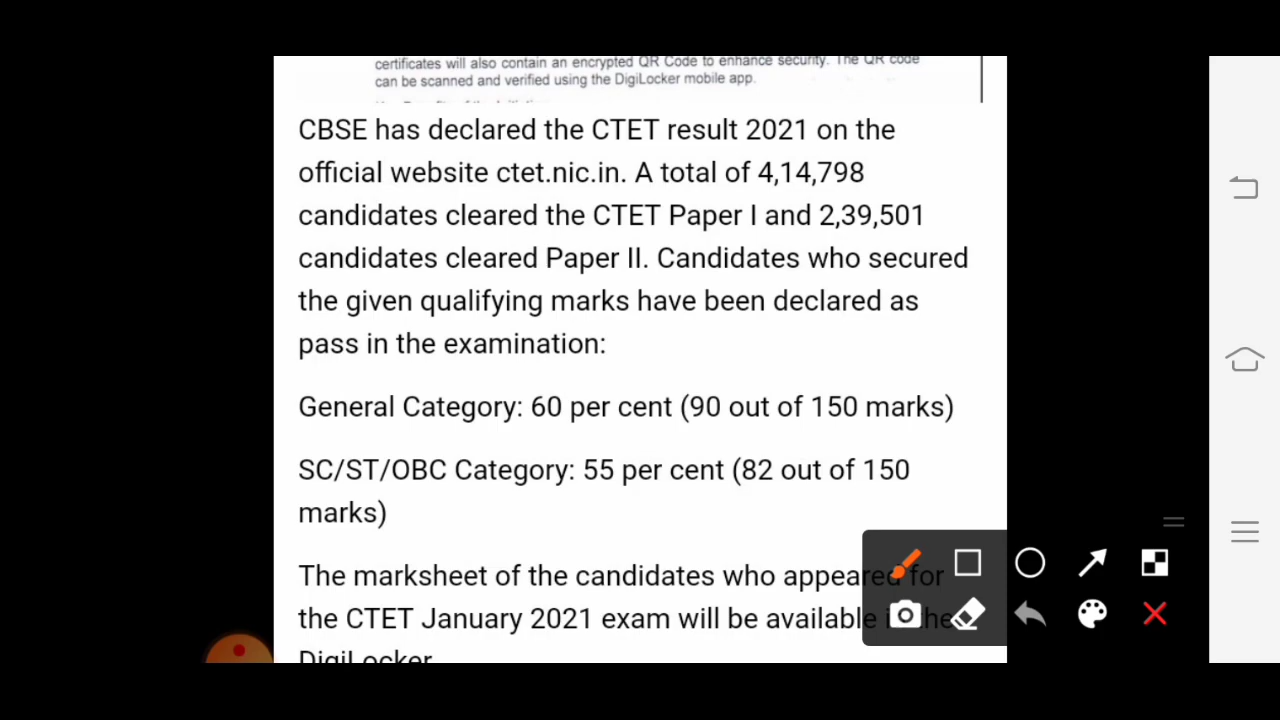 certificates will also contain an encrypted QR Code to enhance security. The QR code
can be scanned and verified using the DigiLocker mobile app.
CBSE has declared the CTET result 2021 on the
official website ctet.nic.in. A total of 4,14,798
candidates cleared the CTET Paper I and 2,39,501
candidates cleared Paper II. Candidates who secured
the given qualifying marks have been declared as
pass in the examination:
General Category: 60 per cent (90 out of 150 marks)
SC/ST/OBC Category: 55 per cent (82 out of 150
marks)
The marksheet of the candidates who appeared for
the CTET January 2021 exam will be available in the
DigiLocker